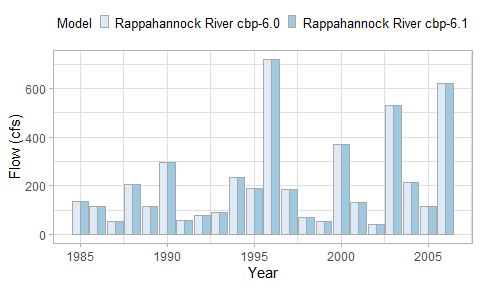 Model Rappahannock River cbp-6.0 Rappahannock River cbp-6.1
600
400
200
0
Flow (cfs)
1985 1990 1995 2000 2005
Year